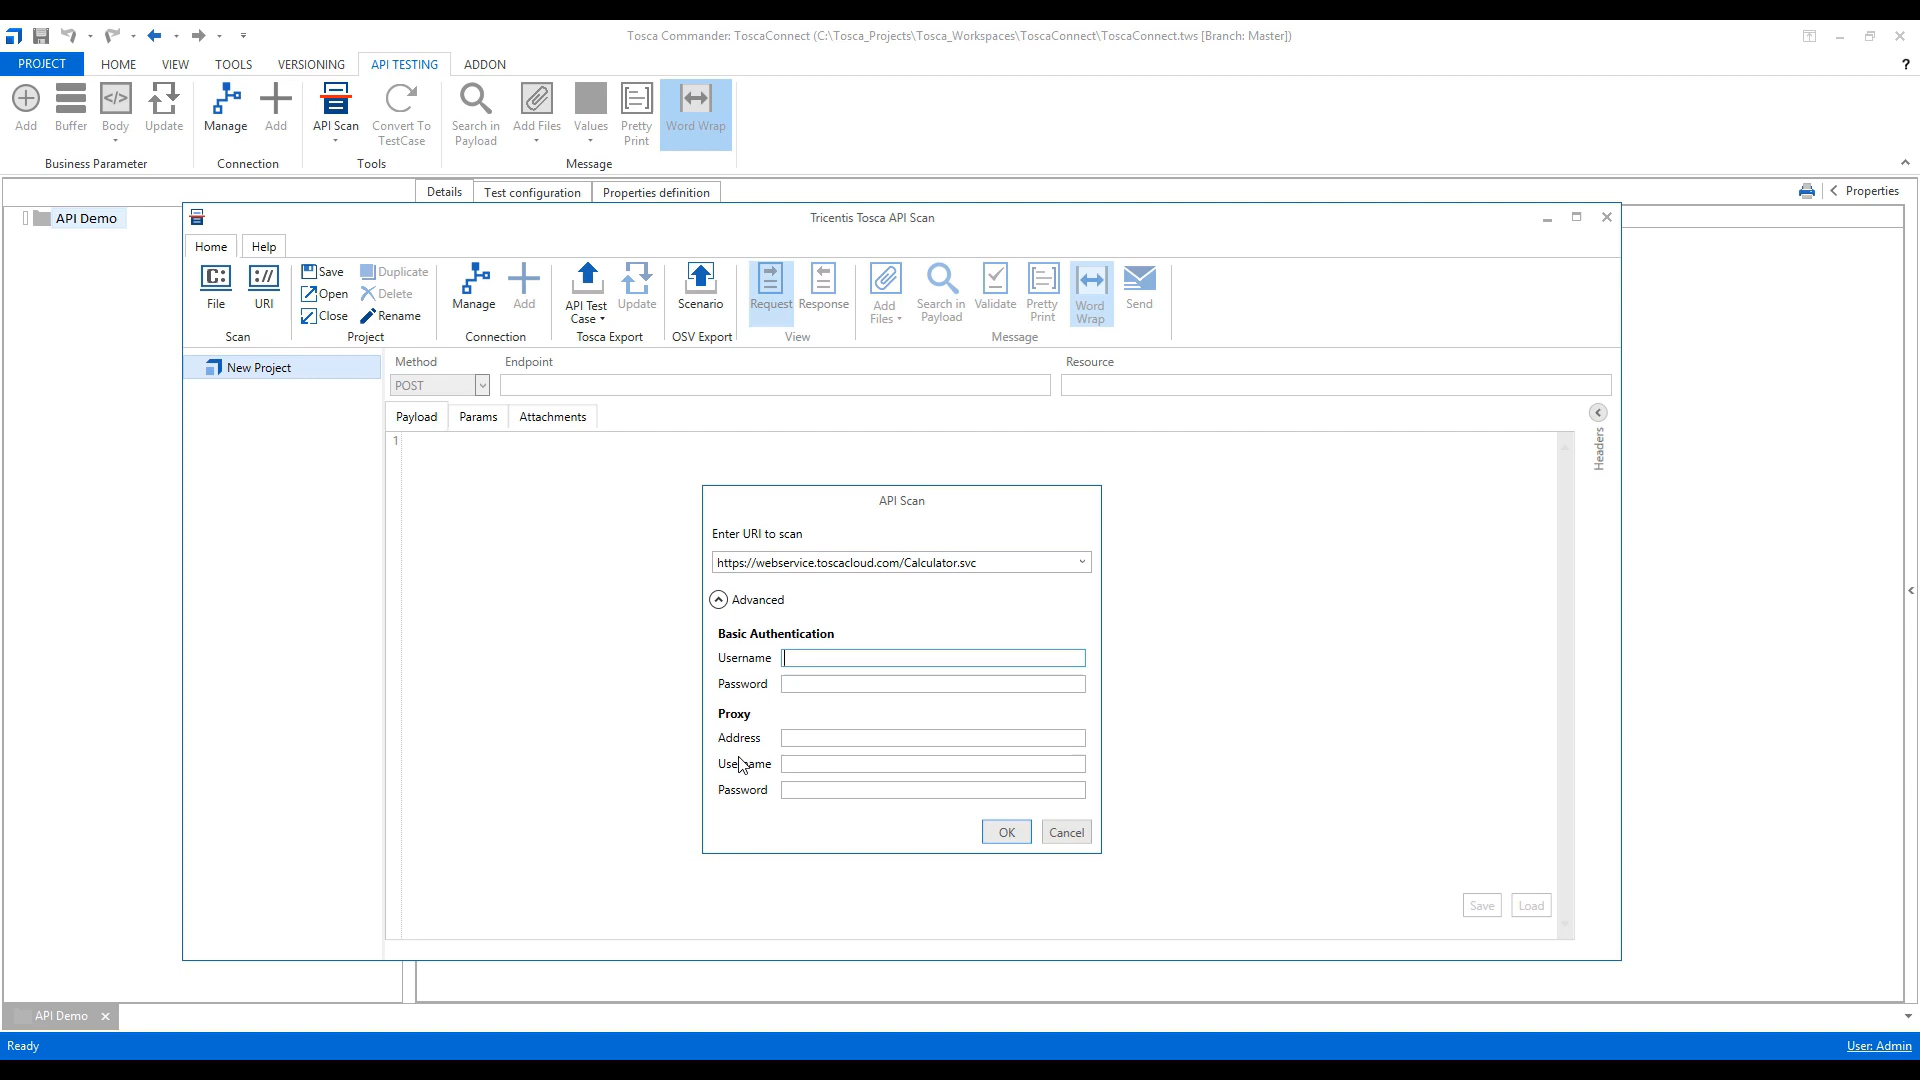 Tosca Commander: ToscaConnect (C:\Tosca_Projects\Tosca_Workspaces\ToscaConnect\ToscaConnect.tws [Branch: Master])
PROJECT HOME VIEW TOOLS VERSIONING API TESTING ADDON ?
Add Buffer Body Update Manage Add API Scan Convert To TestCase Search in Payload Add Files Values Pretty Print Word Wrap
Business Parameter Connection Tools Message
Details Test configuration Properties definition Properties
API Demo
Tricentis Tosca API Scan
Home Help
File URI Save Duplicate Open Delete Close Rename Manage Add API Test Case Update Scenario Request Response Add Files Search in Payload Validate Pretty Print Word Wrap Send
Scan Project Connection Tosca Export OSV Export View Message
New Project
Method Endpoint Resource
POST
Payload Params Attachments
Headers
1
API Scan
Enter URI to scan
https://webservice.toscacloud.com/Calculator.svc
Advanced
Basic Authentication
Username
Password
Proxy
Address
Username
Password
OK Cancel
Save Load
API Demo
Ready User: Admin